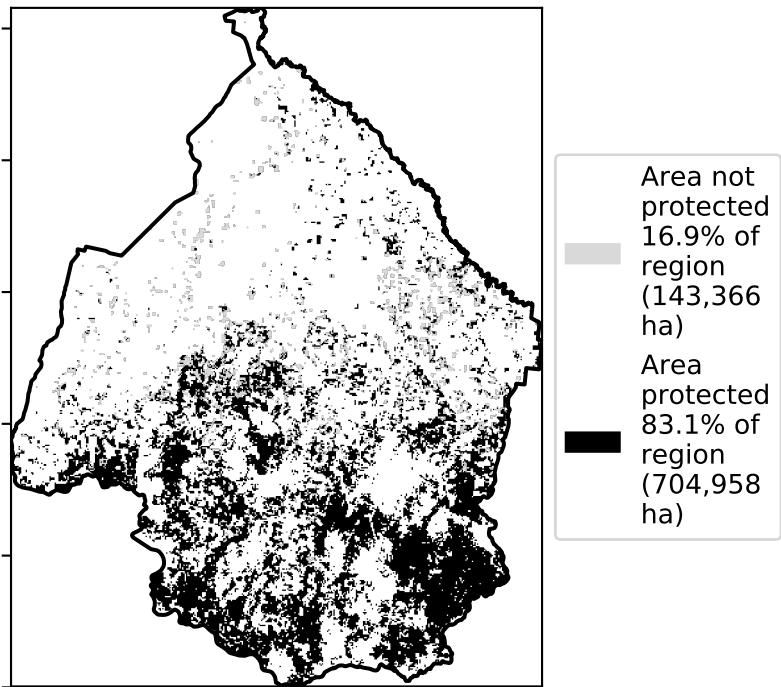 Area not
protected
16.9% of
region
(143,366
ha)
Area
protected
83.1% of
region
(704,958
ha)